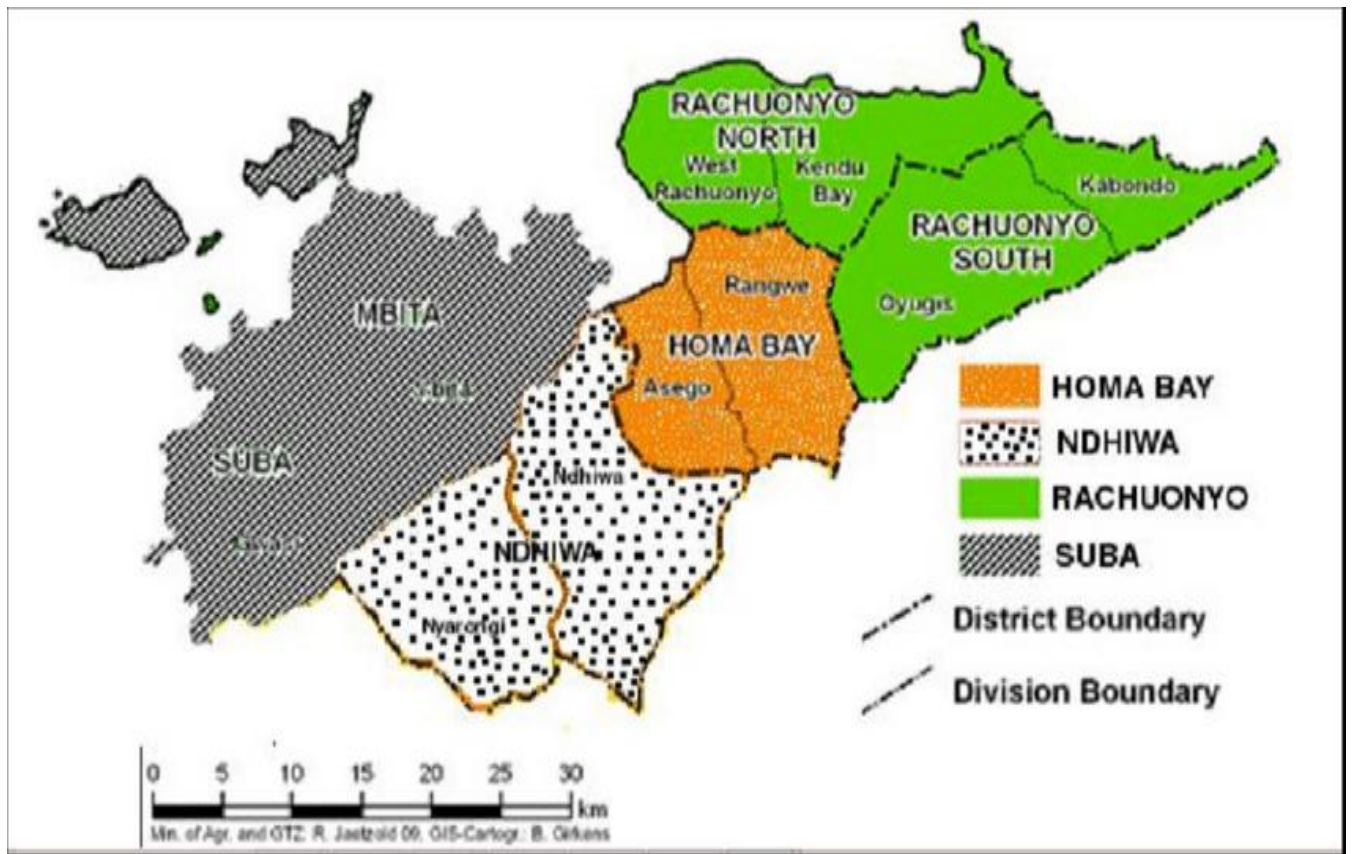 RACHUONYO
NORTH
West
Rachuonyo
Kendu
Bay
Kabondo
RACHUONYO
SOUTH
Oyugis
Rangwe
HOMA BAY
Asego
MBITA
SUBA
Ndhiwa
NDHIWA
Nyarongi
HOMA BAY
NDHIWA
RACHUONYO
SUBA
District Boundary
Division Boundary
0 5 10 15 20 25 30
km
Min. of Agr. and GTZ: R. Jaetzold 09, GIS-Cartogr.: B. Girkens